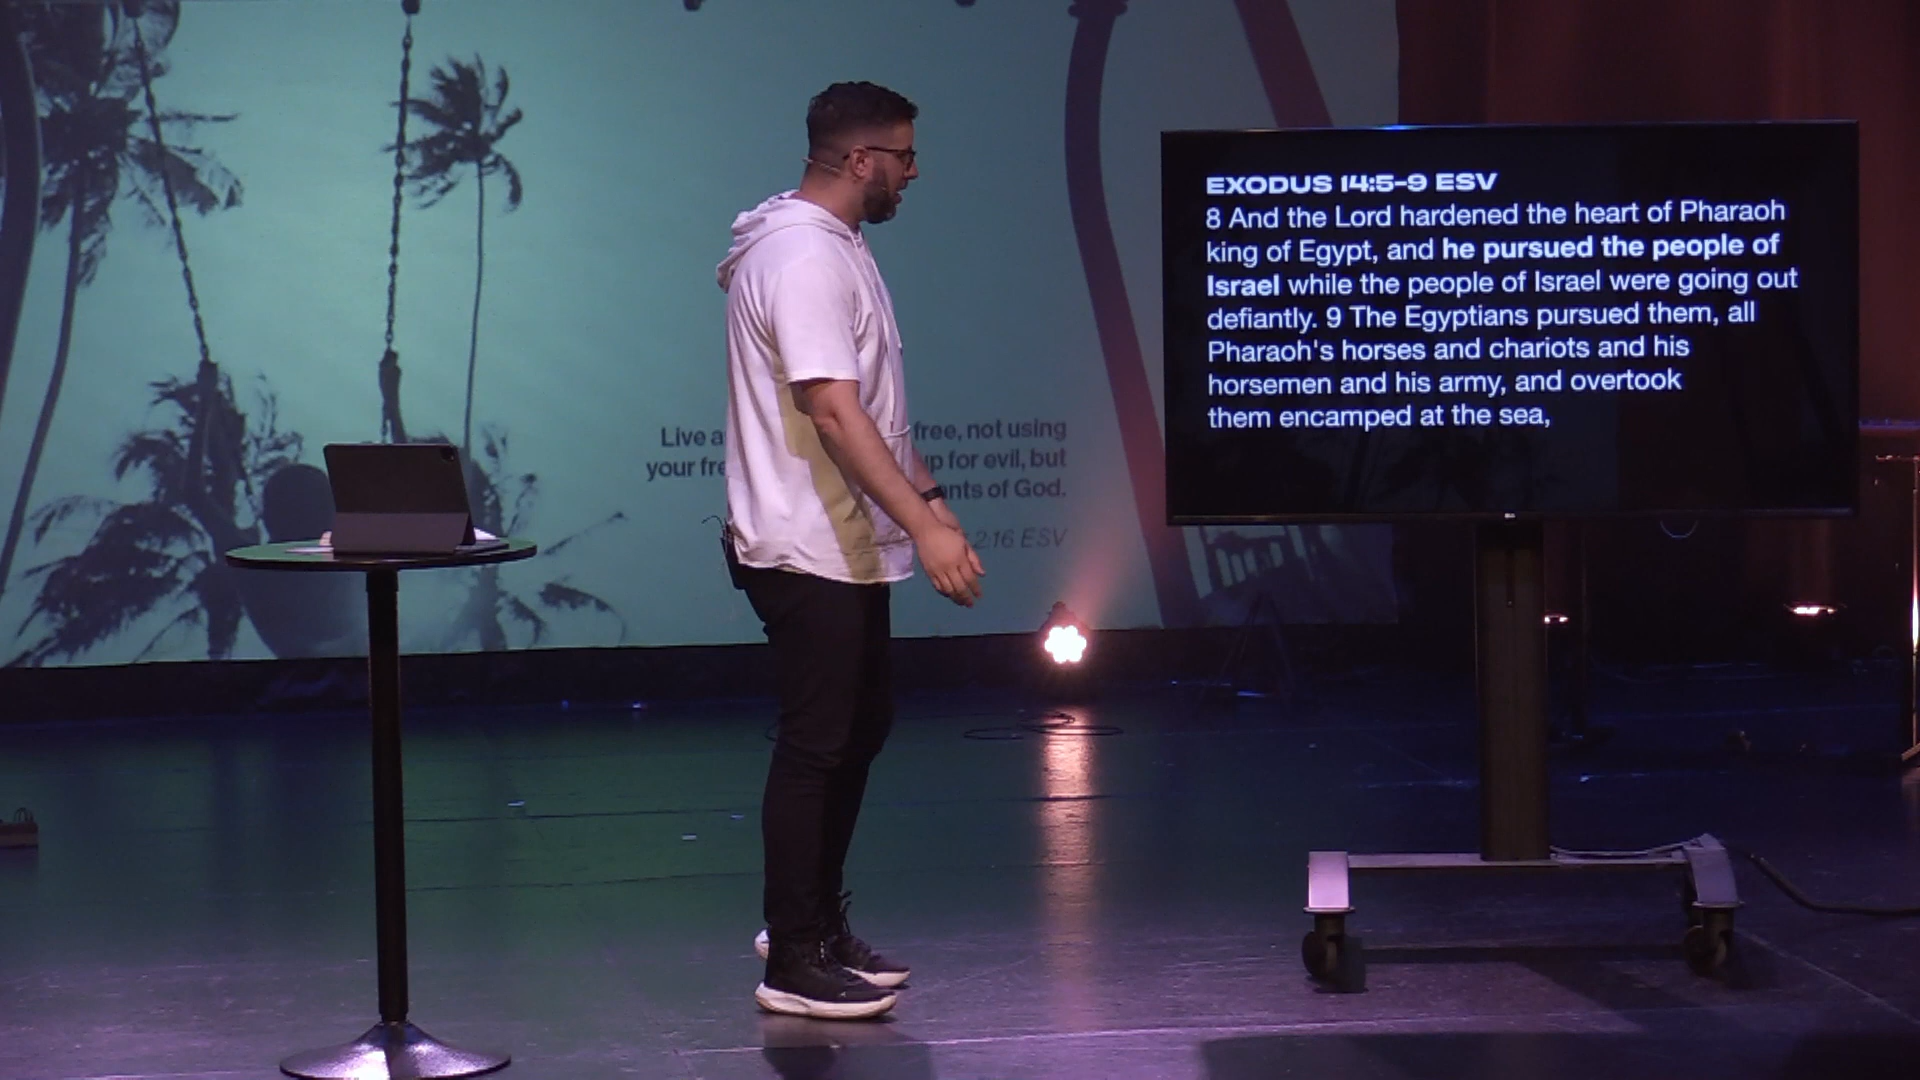 EXODUS 14:5-9 ESV
8 And the Lord hardened the heart of Pharaoh
king of Egypt, and he pursued the people of
Israel while the people of Israel were going out
defiantly. 9 The Egyptians pursued them, all
Pharaoh's horses and chariots and his
horsemen and his army, and overtook
them encamped at the sea,
Live free, not using
your for evil, but
of God.
2:16 ESV